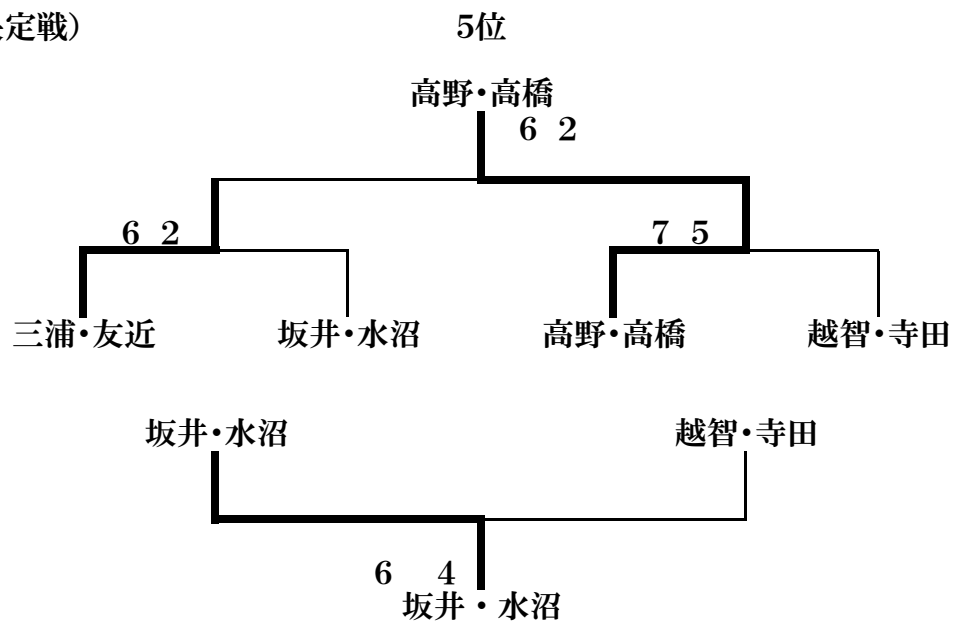 定戦）
5位
高野・高橋
6 2
6 2
7 5
三浦・友近
坂井・水沼
高野・高橋
越智・寺田
坂井・水沼
越智・寺田
6 4
坂井・水沼